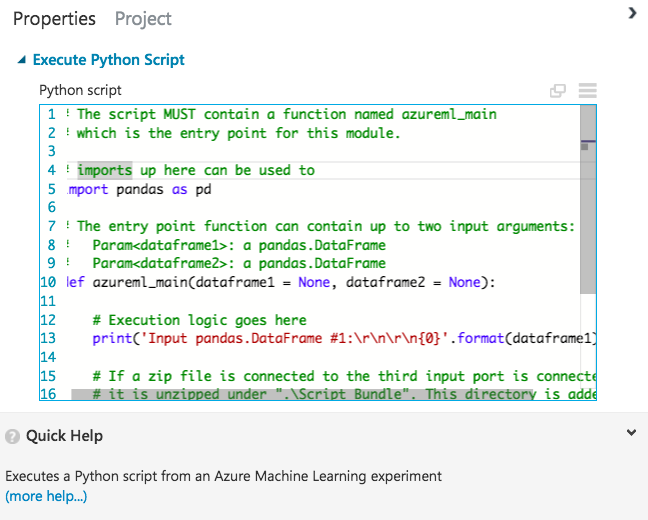 Properties Project
Execute Python Script
Python script
1 # The script MUST contain a function named azureml_main
2 # which is the entry point for this module.
3
4 # imports up here can be used to
5 mport pandas as pd
6
7 # The entry point function can contain up to two input arguments:
8 #   Param<dataframe1>: a pandas.DataFrame
9 #   Param<dataframe2>: a pandas.DataFrame
10 def azureml_main(dataframe1 = None, dataframe2 = None):
11
12     # Execution logic goes here
13     print('Input pandas.DataFrame #1:\r\n\r\n{0}'.format(dataframe1)
14
15     # If a zip file is connected to the third input port is connecte
16     # it is unzipped under ".\Script Bundle". This directory is adde
Quick Help
Executes a Python script from an Azure Machine Learning experiment
(more help...)